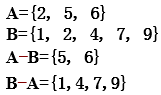 A={2, 5, 6}
B={1, 2, 4, 7, 9}
A−B={5, 6}
B−A={1, 4, 7, 9}